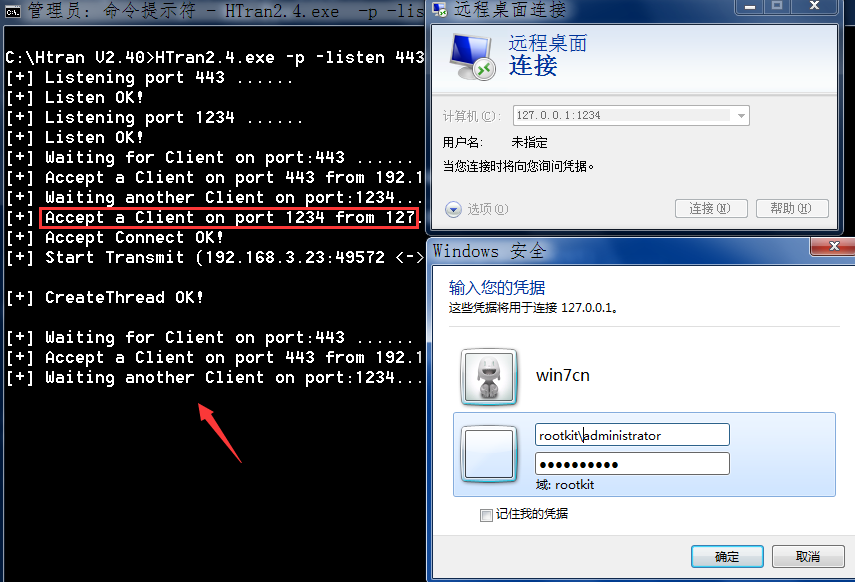 管理员: 命令提示符 - HTran2.4.exe -p -lis
C:\Htran V2.40>HTran2.4.exe -p -listen 443
[+] Listening port 443 ......
[+] Listen OK!
[+] Listening port 1234 ......
[+] Listen OK!
[+] Waiting for Client on port:443 ......
[+] Accept a Client on port 443 from 192.1
[+] Waiting another Client on port:1234...
[+] Accept a Client on port 1234 from 127.
[+] Accept Connect OK!
[+] Start Transmit (192.168.3.23:49572 <->
[+] CreateThread OK!
[+] Waiting for Client on port:443 ......
[+] Accept a Client on port 443 from 192.1
[+] Waiting another Client on port:1234...
远程桌面连接
远程桌面
连接
计算机(C): 127.0.0.1:1234
用户名: 未指定
当您连接时将向您询问凭据。
选项(O) 连接(N) 帮助(H)
Windows 安全
输入您的凭据
这些凭据将用于连接 127.0.0.1。
win7cn
rootkit\administrator
●●●●●●●●●●
域: rootkit
记住我的凭据
确定 取消